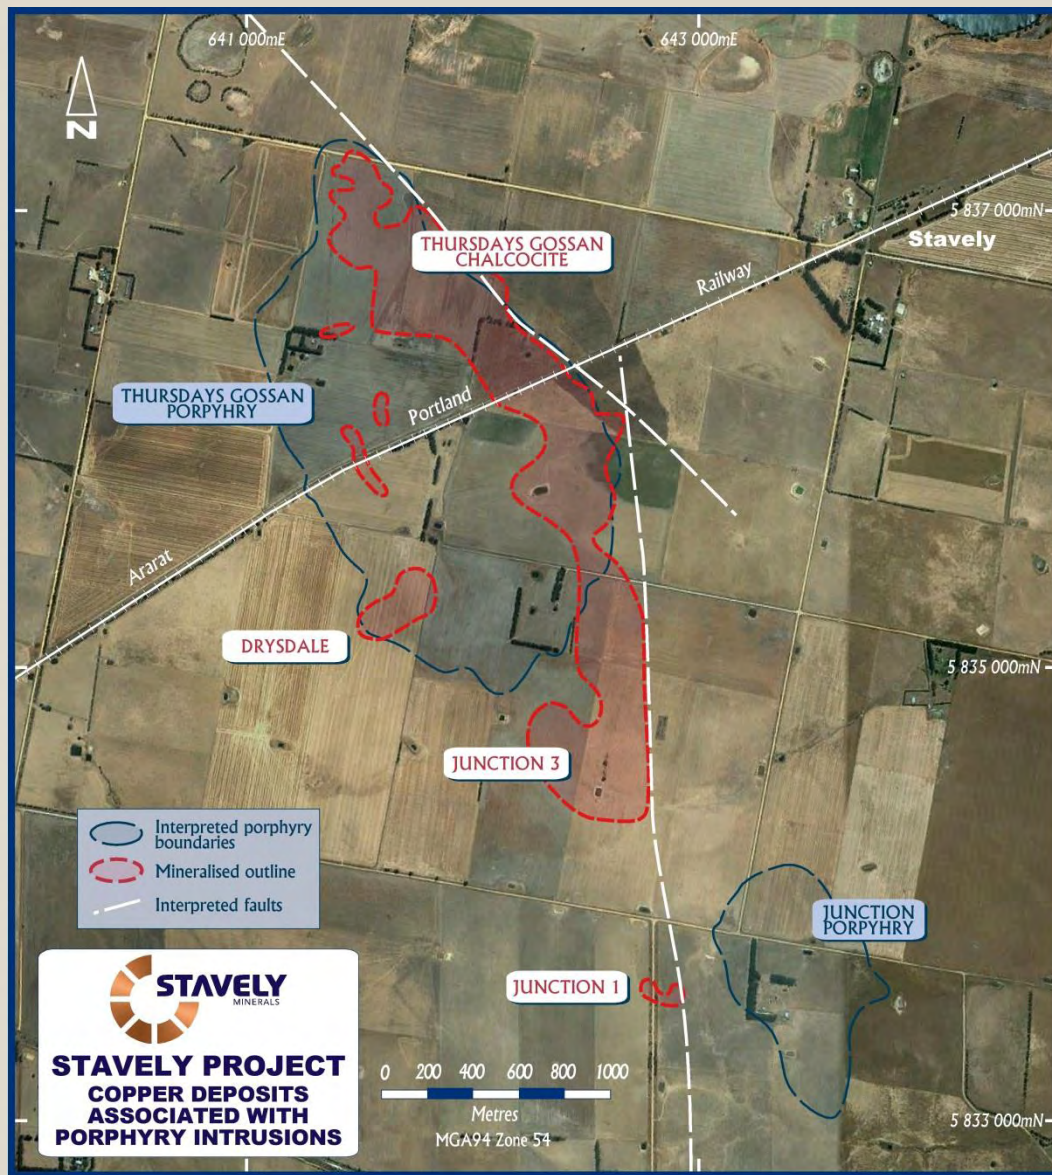 641 000mE
643 000mE
N
5 837 000mN
Stavely
THURSDAYS GOSSAN
CHALCOCITE
Railway
THURSDAYS GOSSAN
PORPYHRY
Portland
Ararat
DRYSDALE
5 835 000mN
JUNCTION 3
Interpreted porphyry
boundaries
Mineralised outline
Interpreted faults
JUNCTION
PORPYHRY
STAVELY
MINERALS
JUNCTION 1
STAVELY PROJECT
COPPER DEPOSITS
ASSOCIATED WITH
PORPHYRY INTRUSIONS
0 200 400 600 800 1000
Metres
MGA94 Zone 54
5 833 000mN